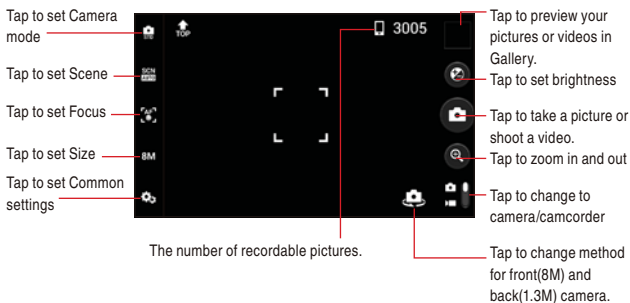 Tap to set Camera
mode
Tap to set Scene
Tap to set Focus
Tap to set Size
Tap to set Common
settings
STD
TOP
SCN
AUTO
AF
8M
3005
The number of recordable pictures.
Tap to preview your
pictures or videos in
Gallery.
Tap to set brightness
Tap to take a picture or
shoot a video.
Tap to zoom in and out
Tap to change to
camera/camcorder
Tap to change method
for front(8M) and
back(1.3M) camera.